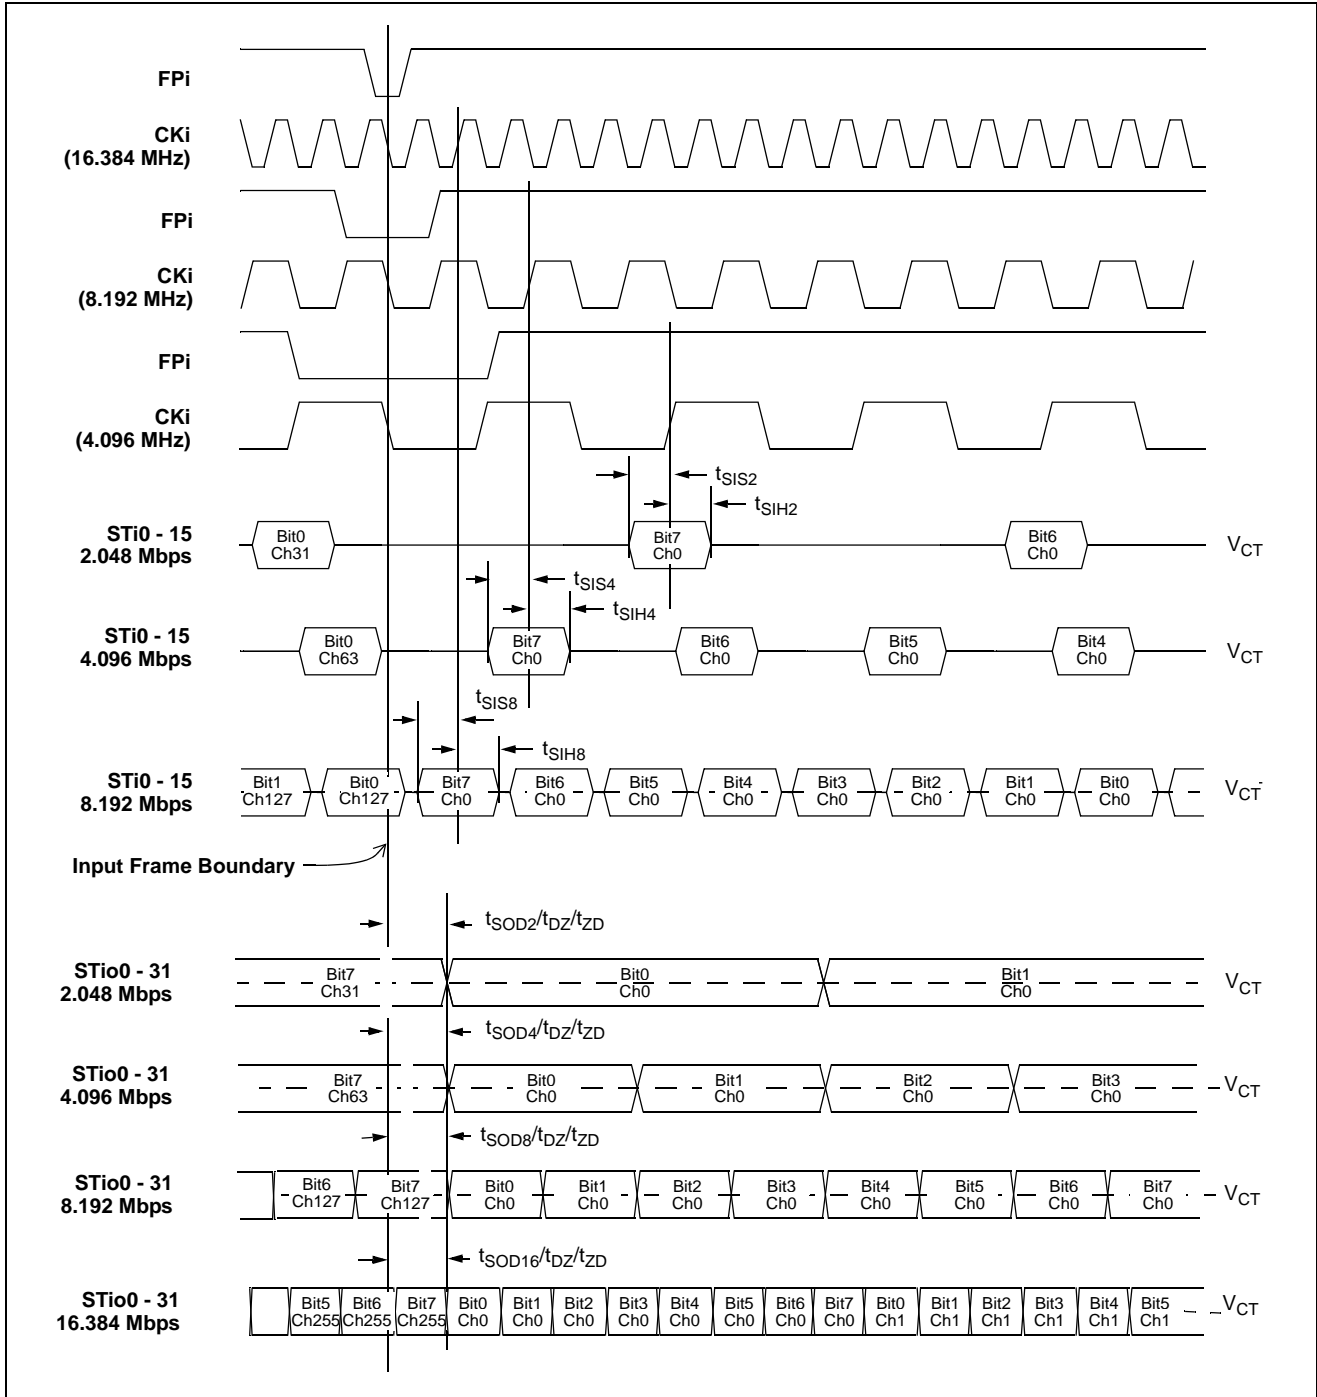 FPi
CKi
(16.384 MHz)
FPi
CKi
(8.192 MHz)
FPi
CKi
(4.096 MHz)
tSIS2
tSIH2
STi0 - 15
2.048 Mbps
Bit0
Ch31
Bit7
Ch0
Bit6
Ch0
VCT
tSIS4
tSIH4
STi0 - 15
4.096 Mbps
Bit0
Ch63
Bit7
Ch0
Bit6
Ch0
Bit5
Ch0
Bit4
Ch0
VCT
tSIS8
tSIH8
STi0 - 15
8.192 Mbps
Bit1
Ch127
Bit0
Ch127
Bit7
Ch0
Bit6
Ch0
Bit5
Ch0
Bit4
Ch0
Bit3
Ch0
Bit2
Ch0
Bit1
Ch0
Bit0
Ch0
VCT
Input Frame Boundary
tSOD2/tDZ/tZD
STio0 - 31
2.048 Mbps
Bit7
Ch31
Bit0
Ch0
Bit1
Ch0
VCT
tSOD4/tDZ/tZD
STio0 - 31
4.096 Mbps
Bit7
Ch63
Bit0
Ch0
Bit1
Ch0
Bit2
Ch0
Bit3
Ch0
VCT
tSOD8/tDZ/tZD
STio0 - 31
8.192 Mbps
Bit6
Ch127
Bit7
Ch127
Bit0
Ch0
Bit1
Ch0
Bit2
Ch0
Bit3
Ch0
Bit4
Ch0
Bit5
Ch0
Bit6
Ch0
Bit7
Ch0
VCT
tSOD16/tDZ/tZD
STio0 - 31
16.384 Mbps
Bit5
Ch255
Bit6
Ch255
Bit7
Ch255
Bit0
Ch0
Bit1
Ch0
Bit2
Ch0
Bit3
Ch0
Bit4
Ch0
Bit5
Ch0
Bit6
Ch0
Bit7
Ch0
Bit0
Ch1
Bit1
Ch1
Bit2
Ch1
Bit3
Ch1
Bit4
Ch1
Bit5
Ch1
VCT